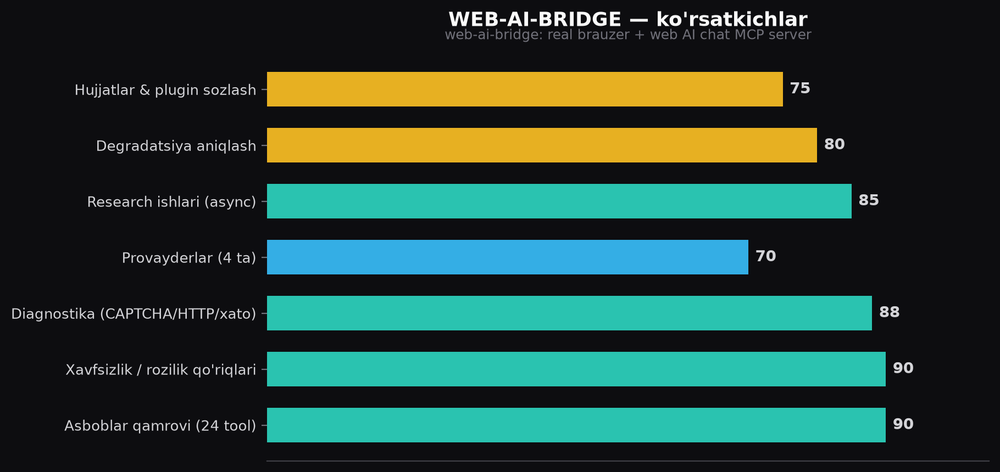 WEB-AI-BRIDGE — ko'rsatkichlar
web-ai-bridge: real brauzer + web AI chat MCP server
Hujjatlar & plugin sozlash 75
Degradatsiya aniqlash 80
Research ishlari (async) 85
Provayderlar (4 ta) 70
Diagnostika (CAPTCHA/HTTP/xato) 88
Xavfsizlik / rozilik qo'riqlari 90
Asboblar qamrovi (24 tool) 90